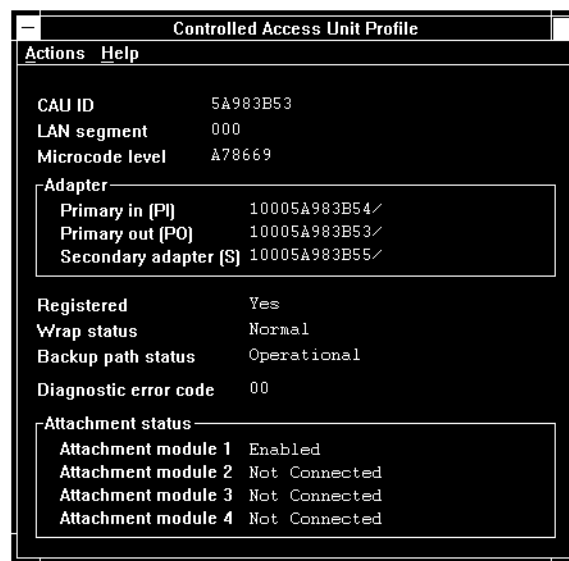 Controlled Access Unit Profile
Actions Help
CAU ID 5A983B53
LAN segment 000
Microcode level A78669
Adapter
Primary in (PI) 10005A983B54/
Primary out (PO) 10005A983B53/
Secondary adapter (S) 10005A983B55/
Registered Yes
Wrap status Normal
Backup path status Operational
Diagnostic error code 00
Attachment status
Attachment module 1 Enabled
Attachment module 2 Not Connected
Attachment module 3 Not Connected
Attachment module 4 Not Connected